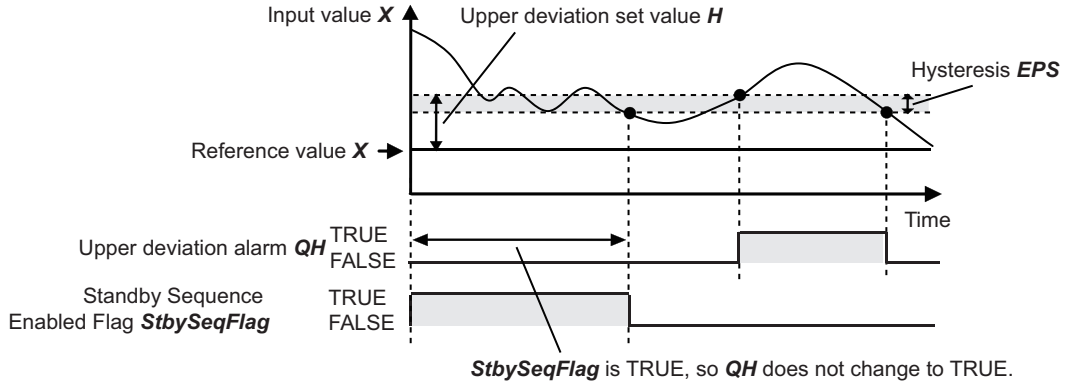 Input value X
Upper deviation set value H
Hysteresis EPS
Reference value X
Time
Upper deviation alarm QH
TRUE
FALSE
Standby Sequence
Enabled Flag StbySeqFlag
TRUE
FALSE
StbySeqFlag is TRUE, so QH does not change to TRUE.